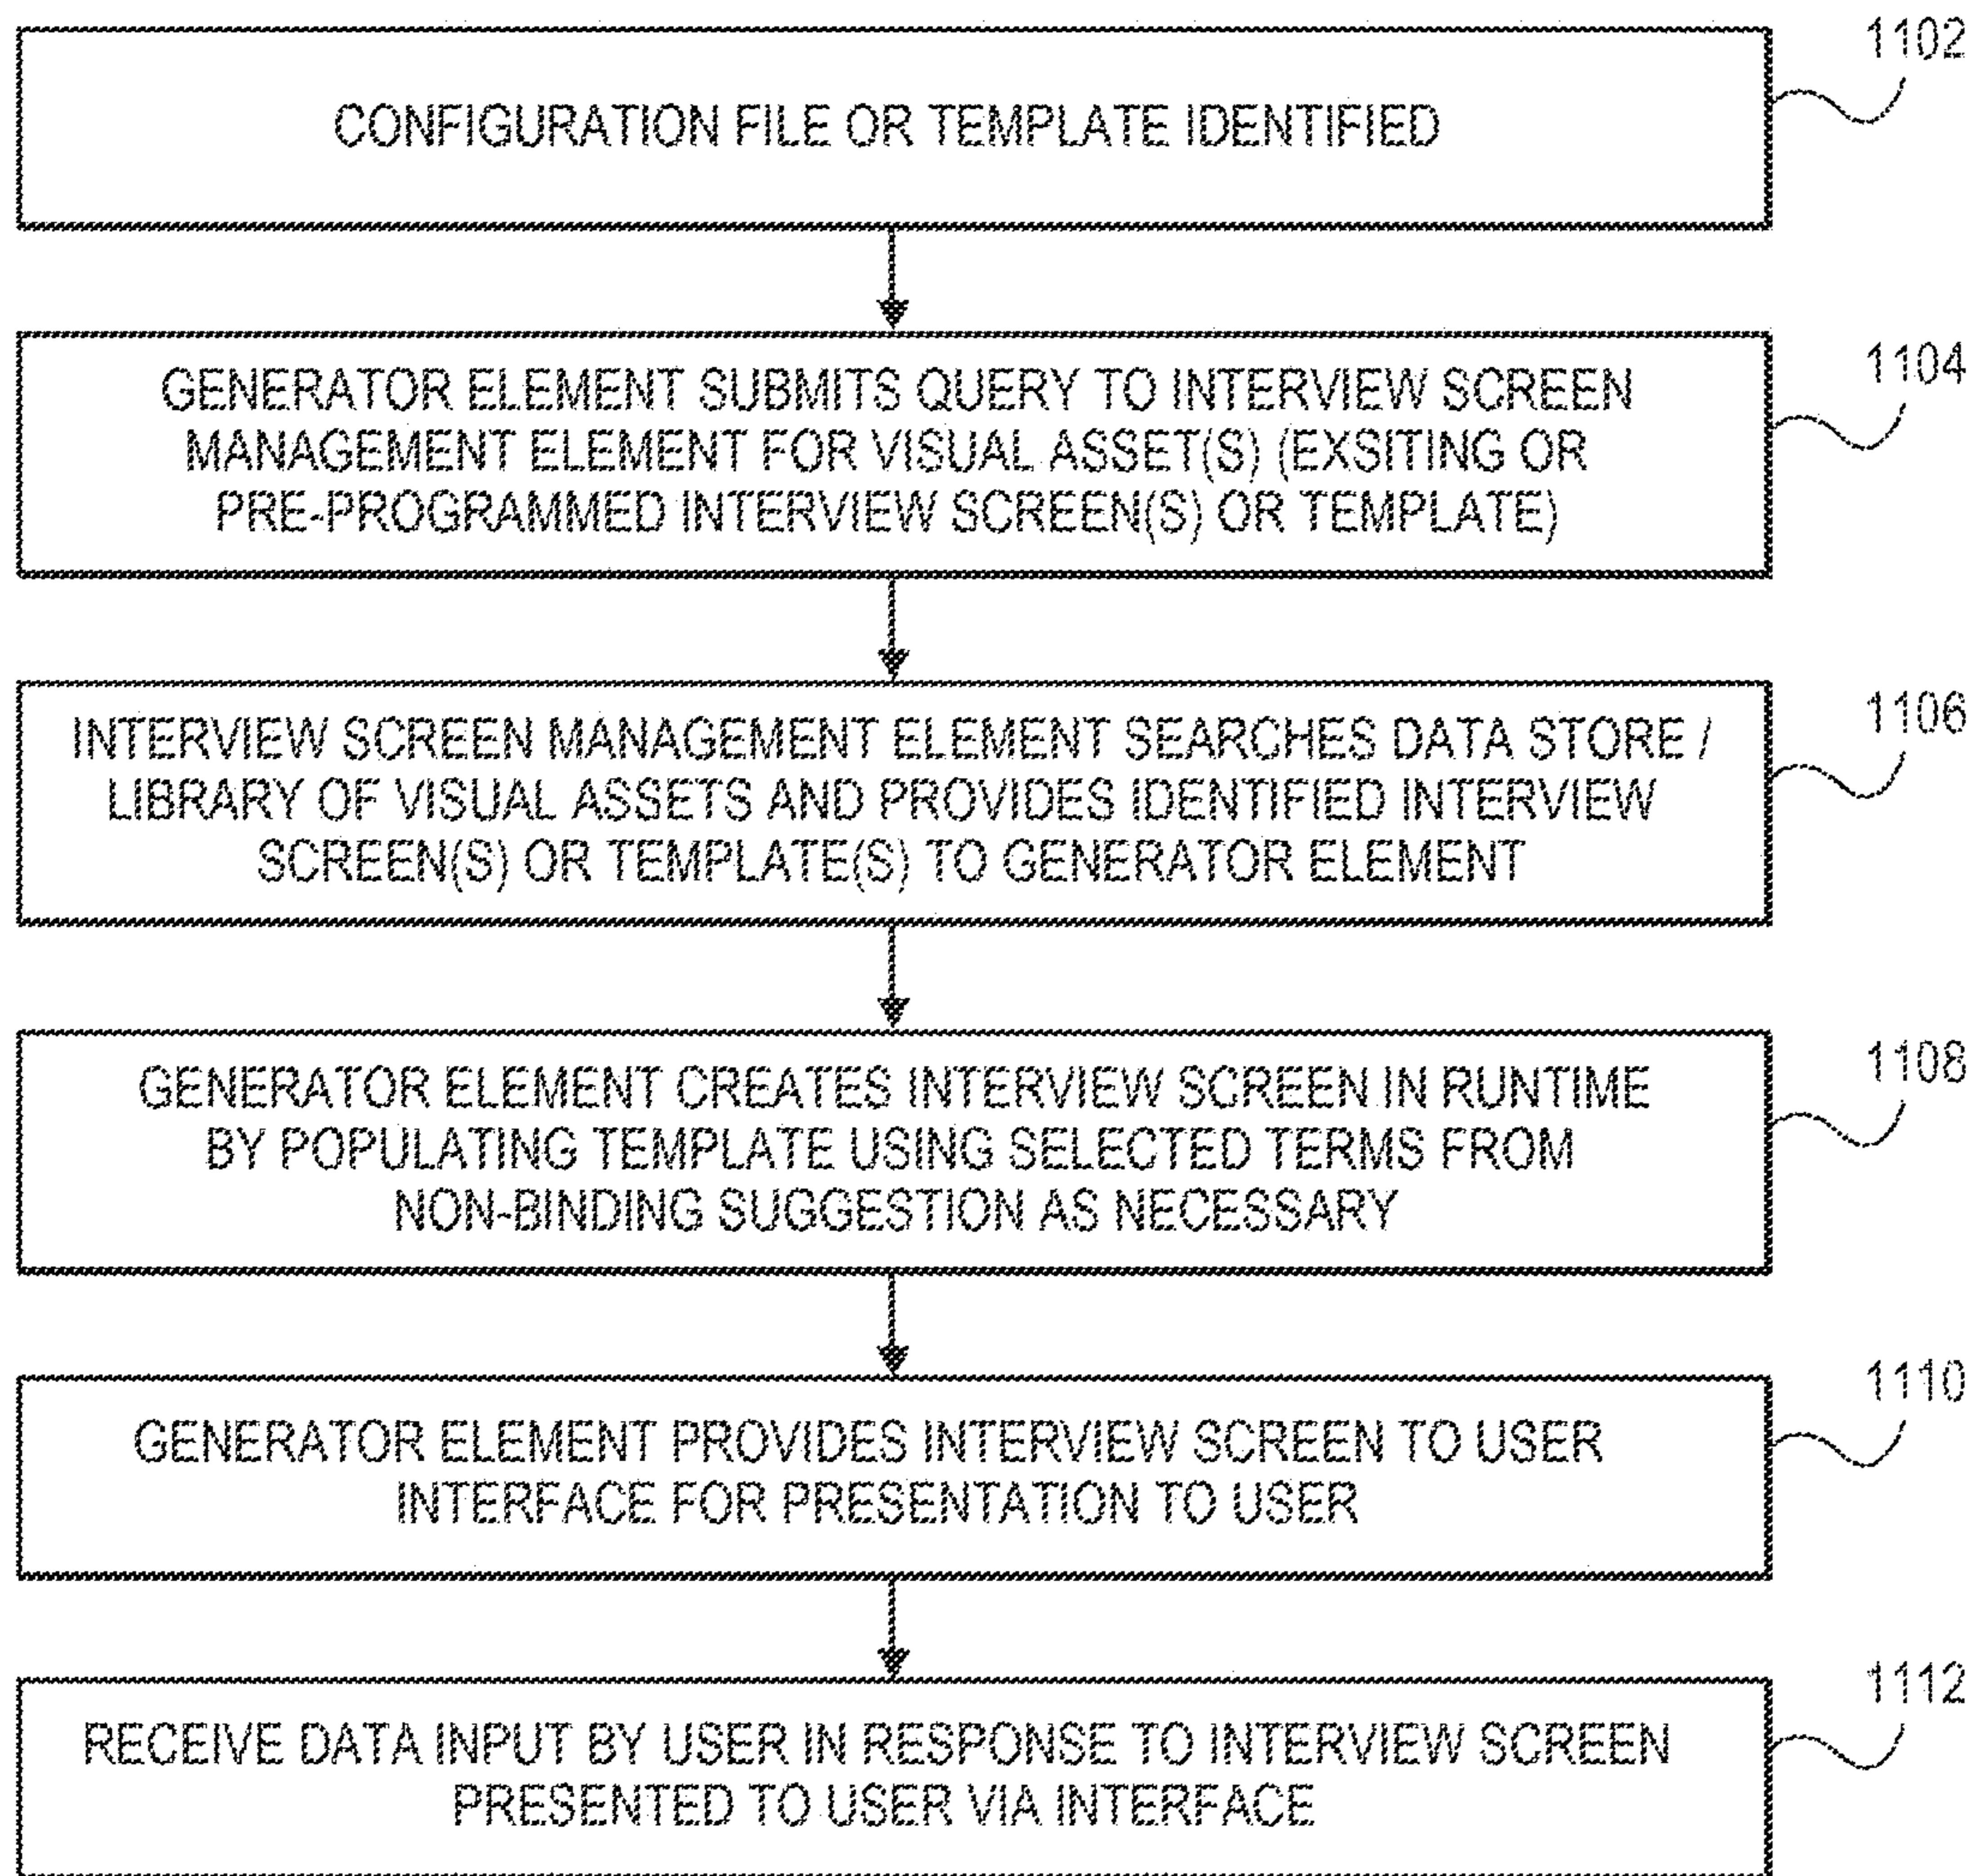 1102
CONFIGURATION FILE OR TEMPLATE IDENTIFIED
1104
GENERATOR ELEMENT SUBMITS QUERY TO INTERVIEW SCREEN
MANAGEMENT ELEMENT FOR VISUAL ASSET(S) (EXSITING OR
PRE-PROGRAMMED INTERVIEW SCREEN(S) OR TEMPLATE)
1106
INTERVIEW SCREEN MANAGEMENT ELEMENT SEARCHES DATA STORE /
LIBRARY OF VISUAL ASSETS AND PROVIDES IDENTIFIED INTERVIEW
SCREEN(S) OR TEMPLATE(S) TO GENERATOR ELEMENT
1108
GENERATOR ELEMENT CREATES INTERVIEW SCREEN IN RUNTIME
BY POPULATING TEMPLATE USING SELECTED TERMS FROM
NON-BINDING SUGGESTION AS NECESSARY
1110
GENERATOR ELEMENT PROVIDES INTERVIEW SCREEN TO USER
INTERFACE FOR PRESENTATION TO USER
1112
RECEIVE DATA INPUT BY USER IN RESPONSE TO INTERVIEW SCREEN
PRESENTED TO USER VIA INTERFACE